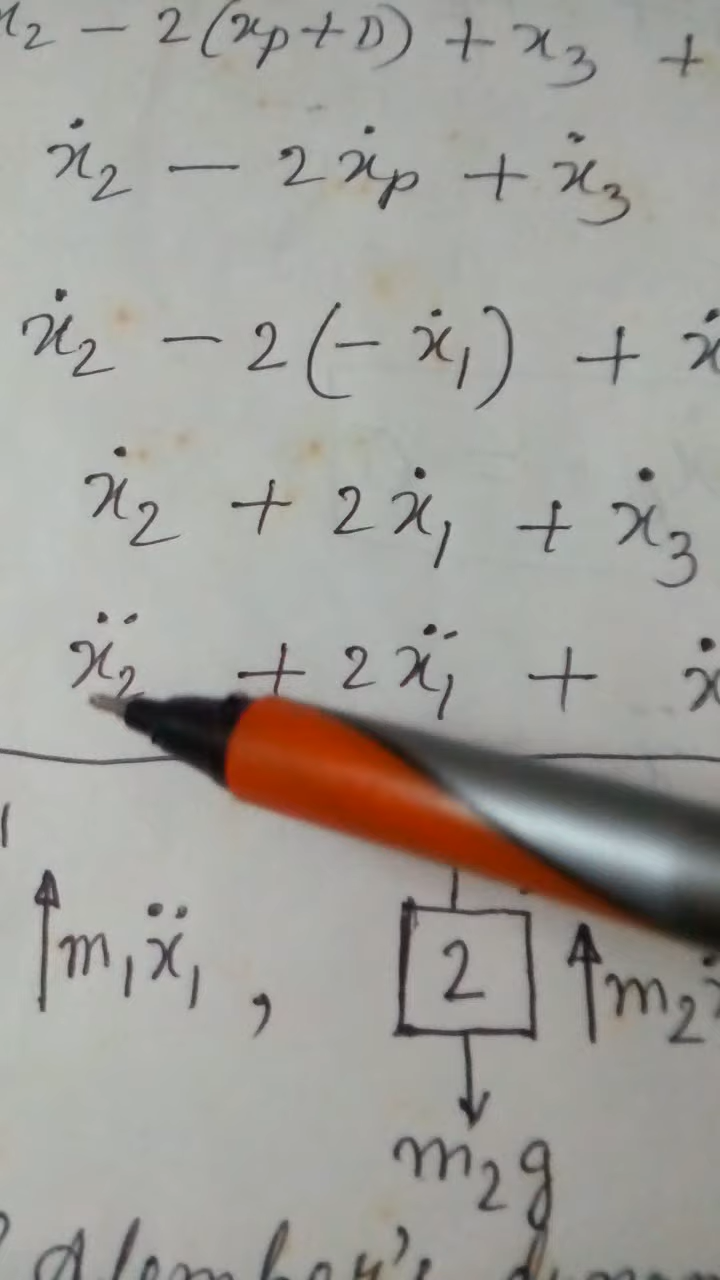 x₂ − 2(xₚ+D) + x₃ +
ẋ₂ − 2ẋₚ + ẋ₃
ẋ₂ − 2(− ẋ₁) + ẋ
ẋ₂ + 2ẋ₁ + ẋ₃
ẍ₂ + 2ẍ₁ + ẋ
m₁ẍ₁ , 2 m₂
m₂g